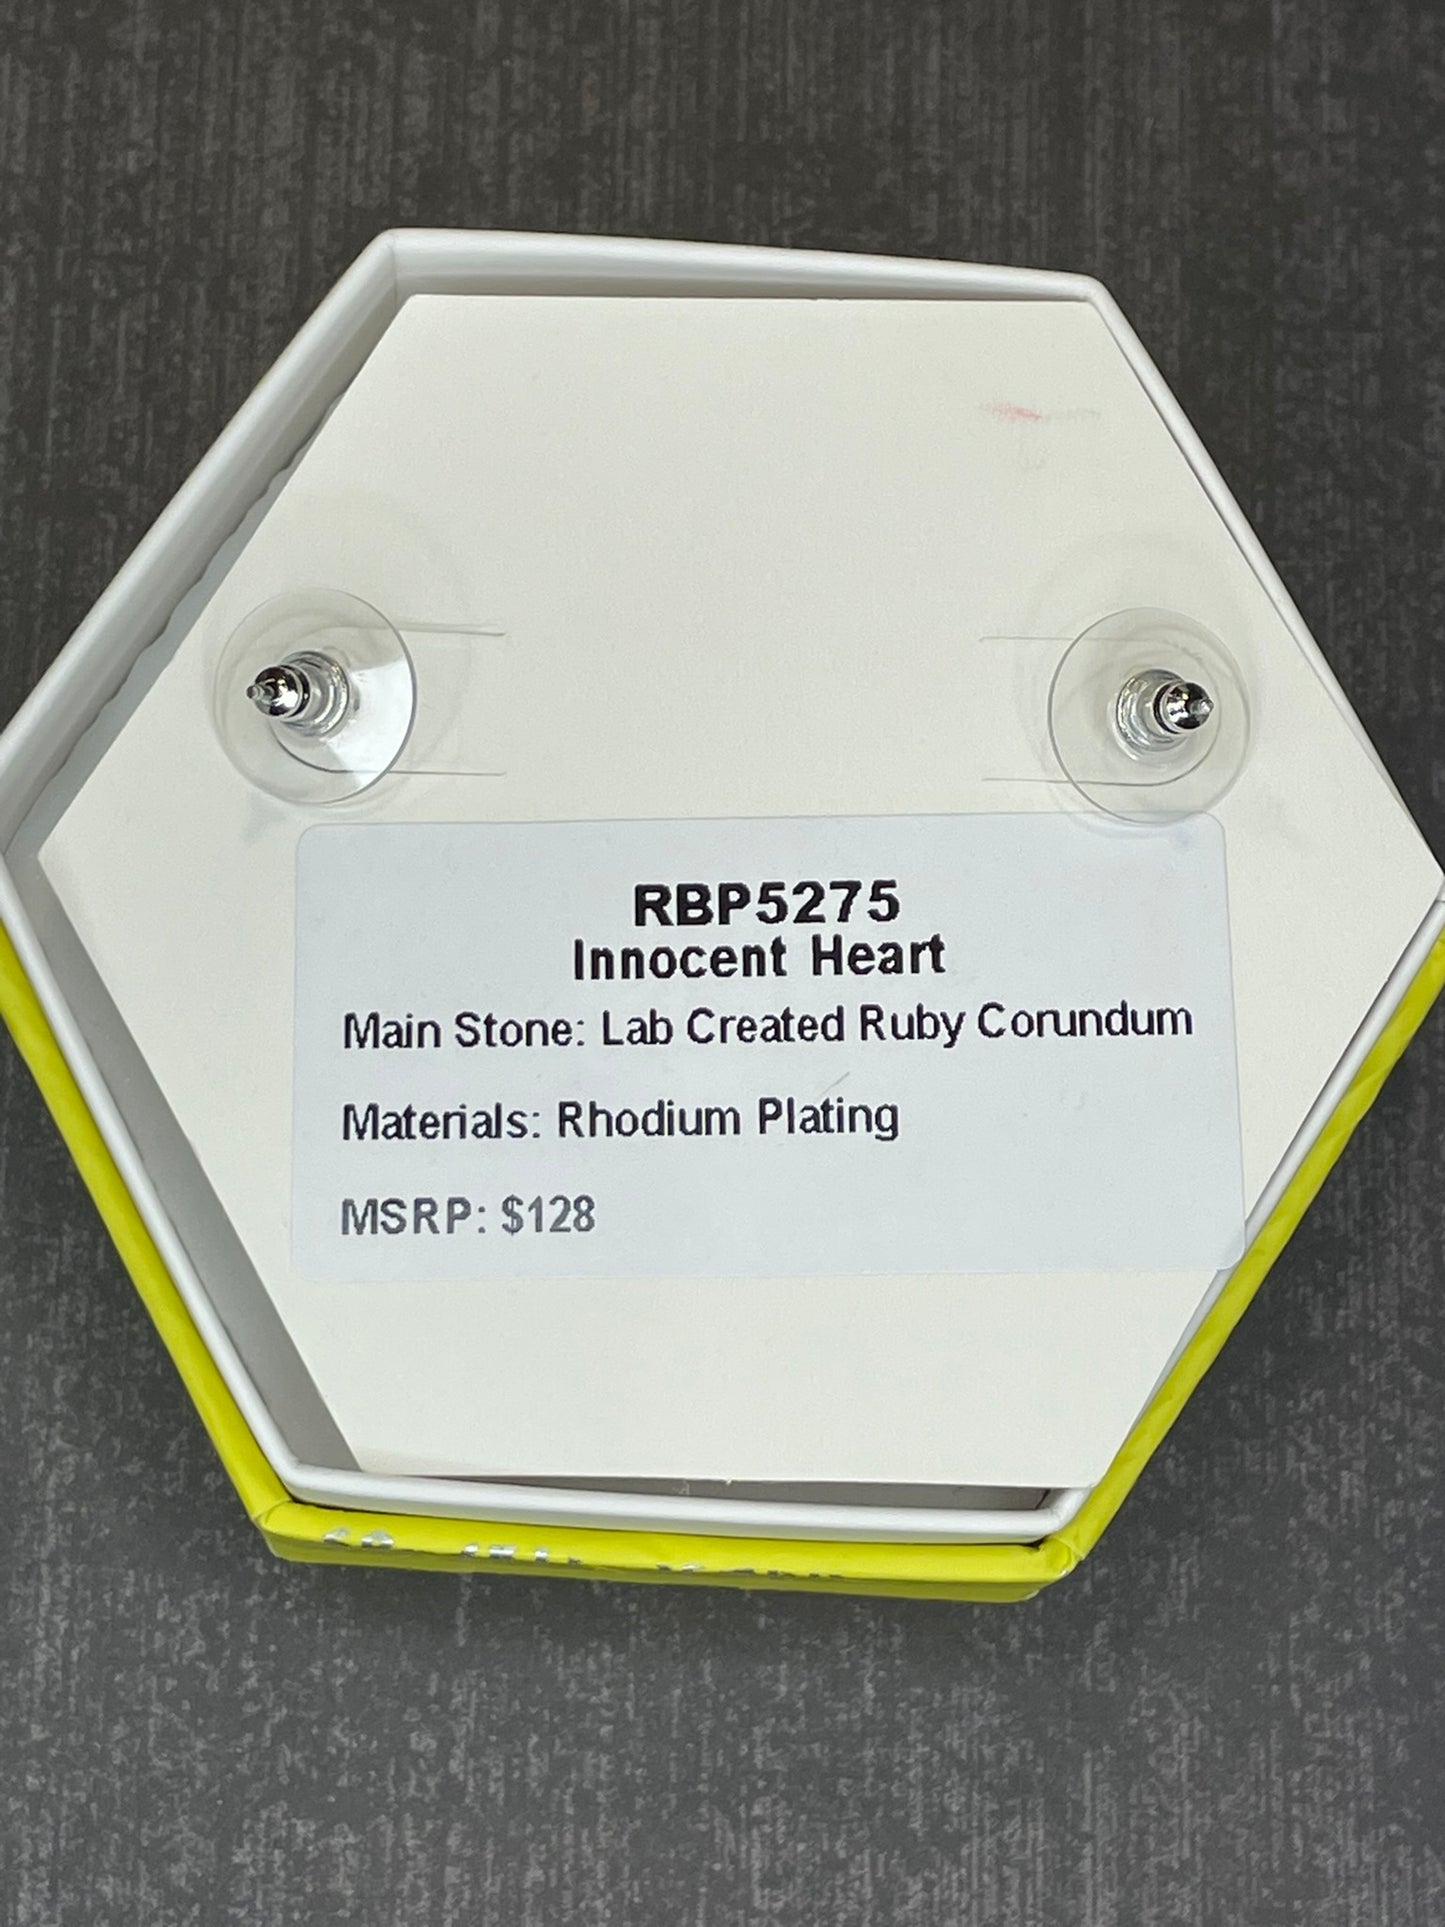 RBP5275
Innocent Heart
Main Stone: Lab Created Ruby Corundum
Materials: Rhodium Plating
MSRP: $128